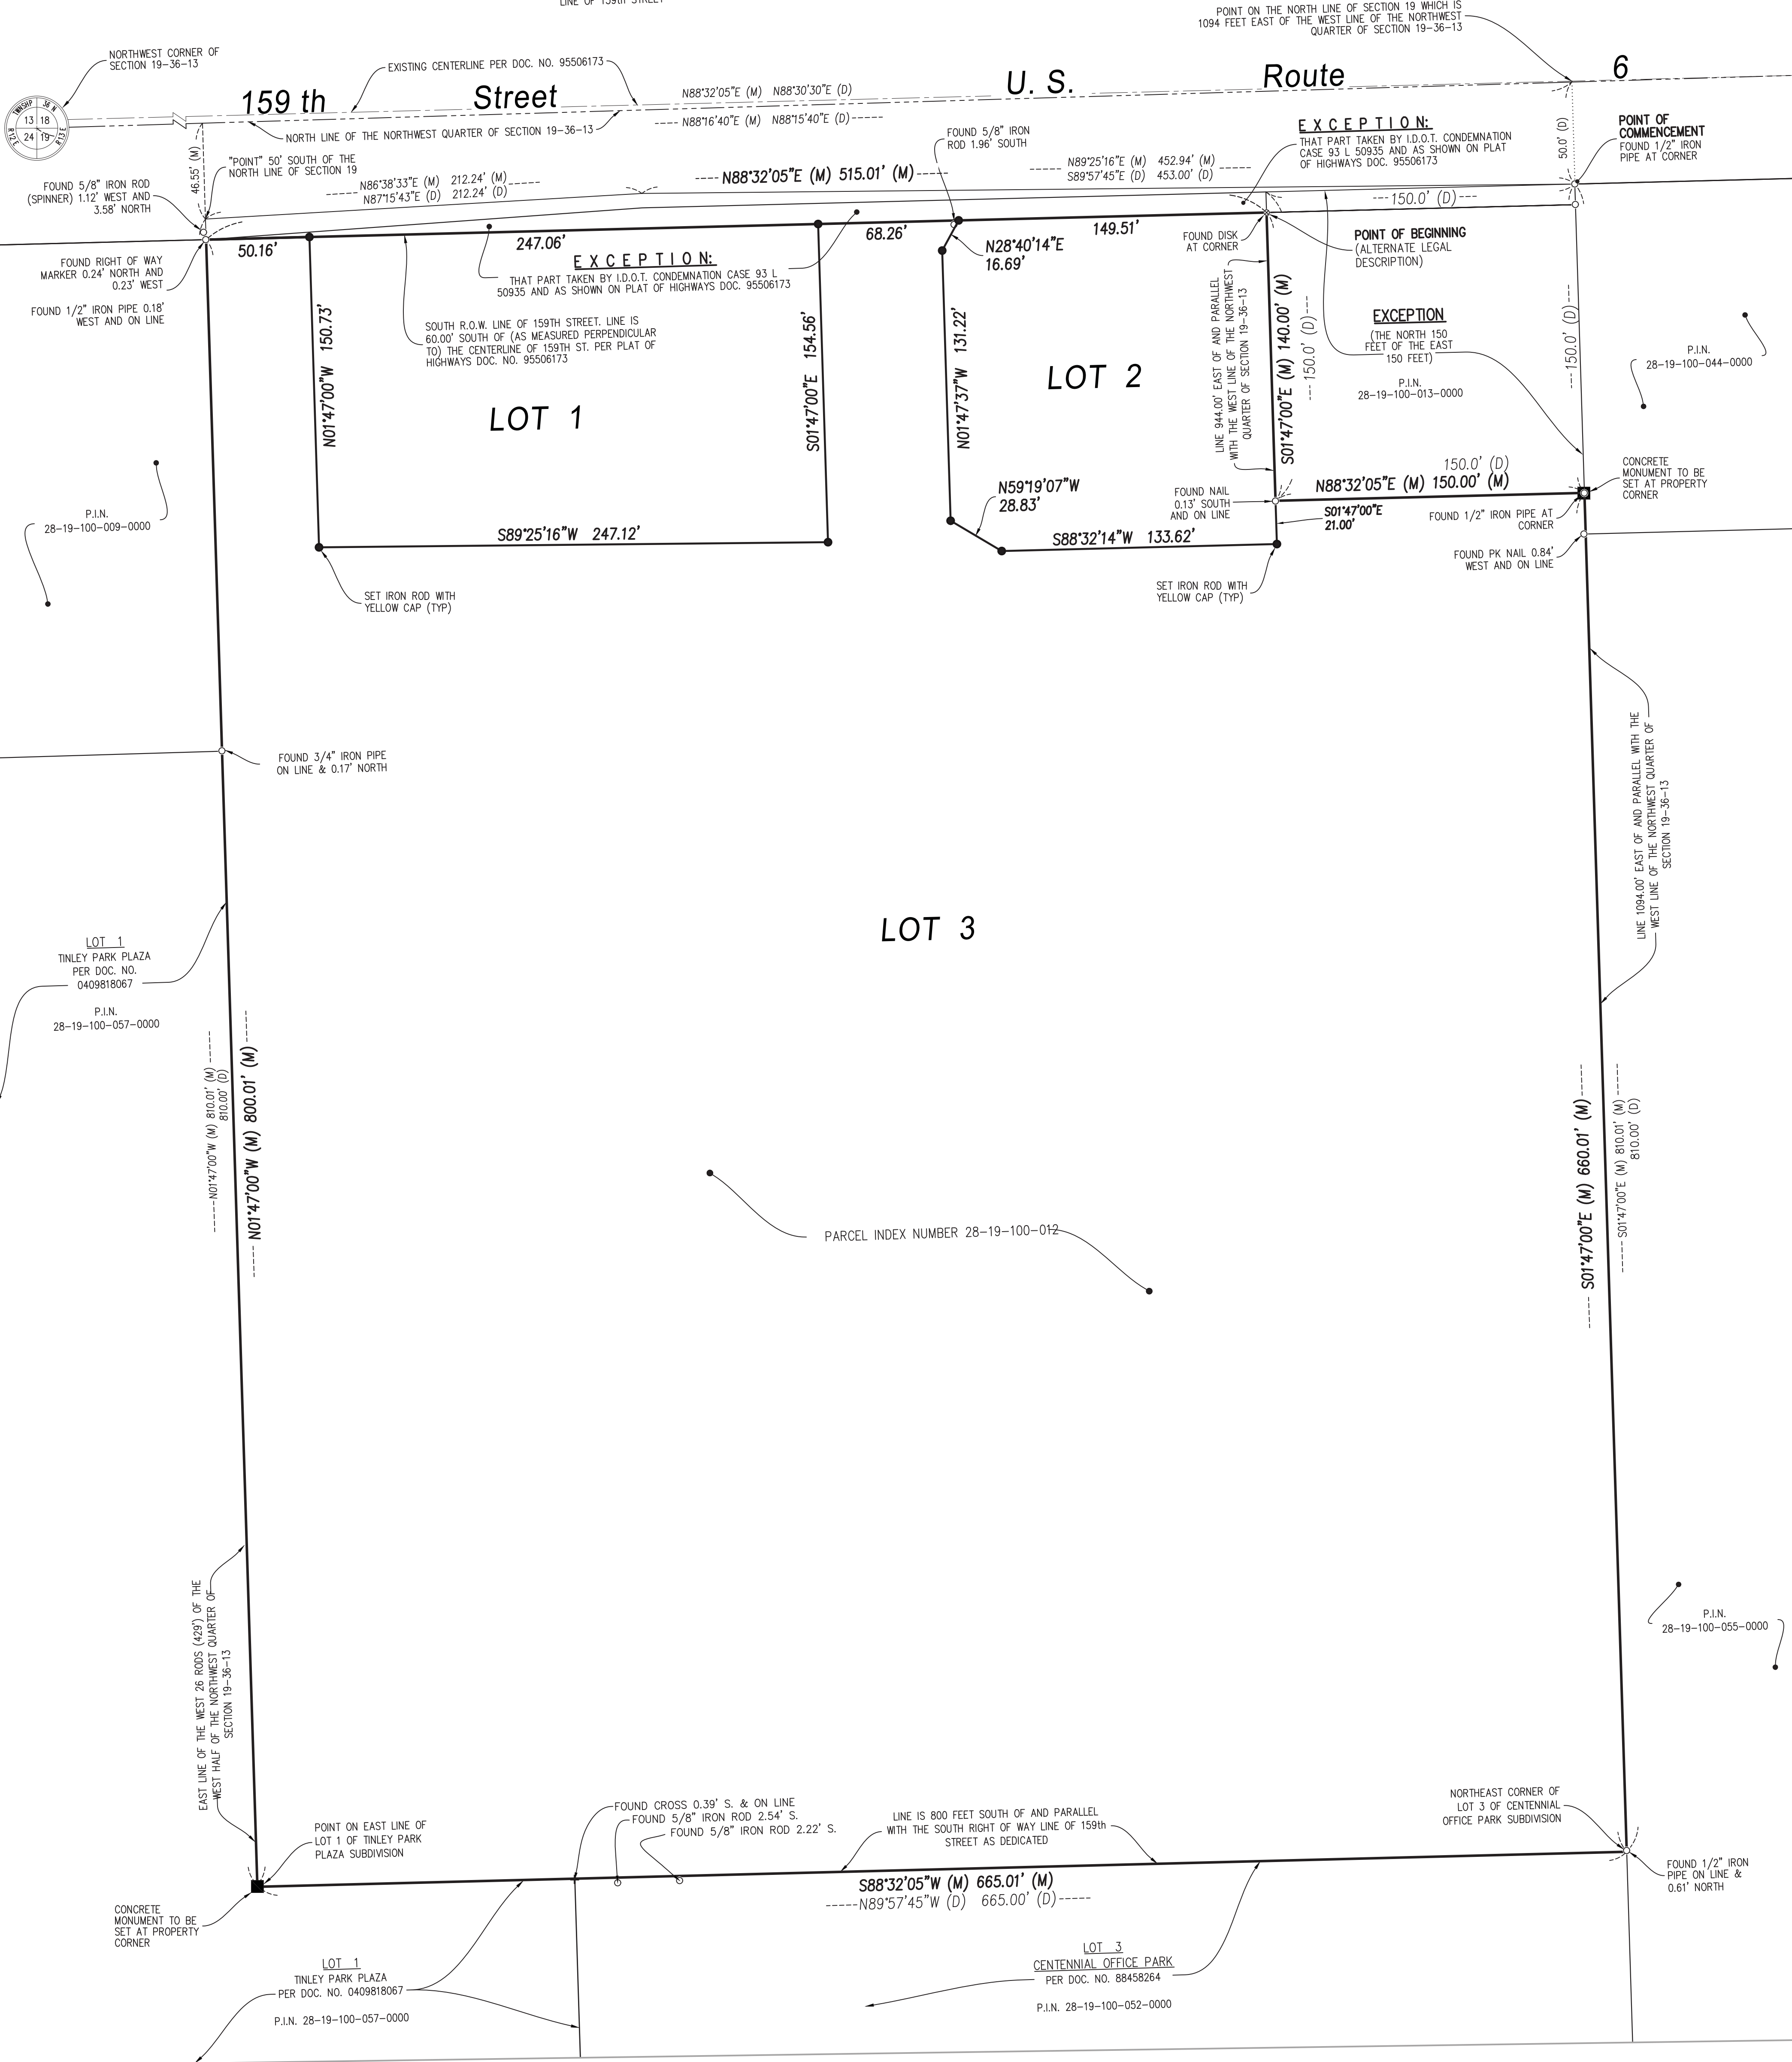 LINE OF 159th STREET
POINT ON THE NORTH LINE OF SECTION 19 WHICH IS
1094 FEET EAST OF THE WEST LINE OF THE NORTHWEST
QUARTER OF SECTION 19-36-13
NORTHWEST CORNER OF
SECTION 19-36-13
EXISTING CENTERLINE PER DOC. NO. 95506173
159 th Street U. S. Route 6
TWNSHP 36 N
13 18
24 19
R12E R13E
N88°32'05"E (M) N88°30'30"E (D)
N88°16'40"E (M) N88°15'40"E (D)
NORTH LINE OF THE NORTHWEST QUARTER OF SECTION 19-36-13
46.55' (M)
"POINT" 50' SOUTH OF THE
NORTH LINE OF SECTION 19
FOUND 5/8" IRON ROD
(SPINNER) 1.12' WEST AND
3.58' NORTH
N86°38'33"E (M) 212.24' (M)
N87°15'43"E (D) 212.24' (D)
N88°32'05"E (M) 515.01' (M)
FOUND 5/8" IRON
ROD 1.96' SOUTH
N89°25'16"E (M) 452.94' (M)
S89°57'45"E (D) 453.00' (D)
EXCEPTION:
THAT PART TAKEN BY I.D.O.T. CONDEMNATION
CASE 93 L 50935 AND AS SHOWN ON PLAT
OF HIGHWAYS DOC. 95506173
50.0' (D)
POINT OF
COMMENCEMENT
FOUND 1/2" IRON
PIPE AT CORNER
150.0' (D)
FOUND RIGHT OF WAY
MARKER 0.24' NORTH AND
0.23' WEST
FOUND 1/2" IRON PIPE 0.18'
WEST AND ON LINE
50.16'
247.06'
68.26'
149.51'
EXCEPTION:
THAT PART TAKEN BY I.D.O.T. CONDEMNATION CASE 93 L
50935 AND AS SHOWN ON PLAT OF HIGHWAYS DOC. 95506173
N28°40'14"E
16.69'
FOUND DISK
AT CORNER
POINT OF BEGINNING
(ALTERNATE LEGAL
DESCRIPTION)
SOUTH R.O.W. LINE OF 159TH STREET. LINE IS
60.00' SOUTH OF (AS MEASURED PERPENDICULAR
TO) THE CENTERLINE OF 159TH ST. PER PLAT OF
HIGHWAYS DOC. NO. 95506173
N01°47'00"W 150.73'
S01°47'00"E 154.56'
N01°47'37"W 131.22'
LINE 944.00' EAST OF AND PARALLEL
WITH THE WEST LINE OF THE NORTHWEST
QUARTER OF SECTION 19-36-13
S01°47'00"E (M) 140.00' (M)
150.0' (D)
EXCEPTION
(THE NORTH 150
FEET OF THE EAST
150 FEET)
P.I.N.
28-19-100-013-0000
150.0' (D)
P.I.N.
28-19-100-044-0000
LOT 1
LOT 2
P.I.N.
28-19-100-009-0000
N59°19'07"W
28.83'
S89°25'16"W 247.12'
S88°32'14"W 133.62'
FOUND NAIL
0.13' SOUTH
AND ON LINE
150.0' (D)
N88°32'05"E (M) 150.00' (M)
S01°47'00"E
21.00'
FOUND 1/2" IRON PIPE AT
CORNER
CONCRETE
MONUMENT TO BE
SET AT PROPERTY
CORNER
FOUND PK NAIL 0.84'
WEST AND ON LINE
SET IRON ROD WITH
YELLOW CAP (TYP)
SET IRON ROD WITH
YELLOW CAP (TYP)
FOUND 3/4" IRON PIPE
ON LINE & 0.17' NORTH
LINE 1094.00' EAST OF AND PARALLEL WITH THE
WEST LINE OF THE NORTHWEST QUARTER OF
SECTION 19-36-13
LOT 3
LOT 1
TINLEY PARK PLAZA
PER DOC. NO.
0409818067
P.I.N.
28-19-100-057-0000
N01°47'00"W (M) 810.01' (M)
810.00' (D)
N01°47'00"W (M) 800.01' (M)
S01°47'00"E (M) 660.01' (M)
S01°47'00"E (M) 810.01' (M)
810.00' (D)
PARCEL INDEX NUMBER 28-19-100-012
EAST LINE OF THE WEST 26 RODS (429') OF THE
WEST HALF OF THE NORTHWEST QUARTER OF
SECTION 19-36-13
P.I.N.
28-19-100-055-0000
POINT ON EAST LINE OF
LOT 1 OF TINLEY PARK
PLAZA SUBDIVISION
FOUND CROSS 0.39' S. & ON LINE
FOUND 5/8" IRON ROD 2.54' S.
FOUND 5/8" IRON ROD 2.22' S.
LINE IS 800 FEET SOUTH OF AND PARALLEL
WITH THE SOUTH RIGHT OF WAY LINE OF 159th
STREET AS DEDICATED
NORTHEAST CORNER OF
LOT 3 OF CENTENNIAL
OFFICE PARK SUBDIVISION
S88°32'05"W (M) 665.01' (M)
N89°57'45"W (D) 665.00' (D)
FOUND 1/2" IRON
PIPE ON LINE &
0.61' NORTH
CONCRETE
MONUMENT TO BE
SET AT PROPERTY
CORNER
LOT 1
TINLEY PARK PLAZA
PER DOC. NO. 0409818067
P.I.N. 28-19-100-057-0000
LOT 3
CENTENNIAL OFFICE PARK
PER DOC. NO. 88458264
P.I.N. 28-19-100-052-0000